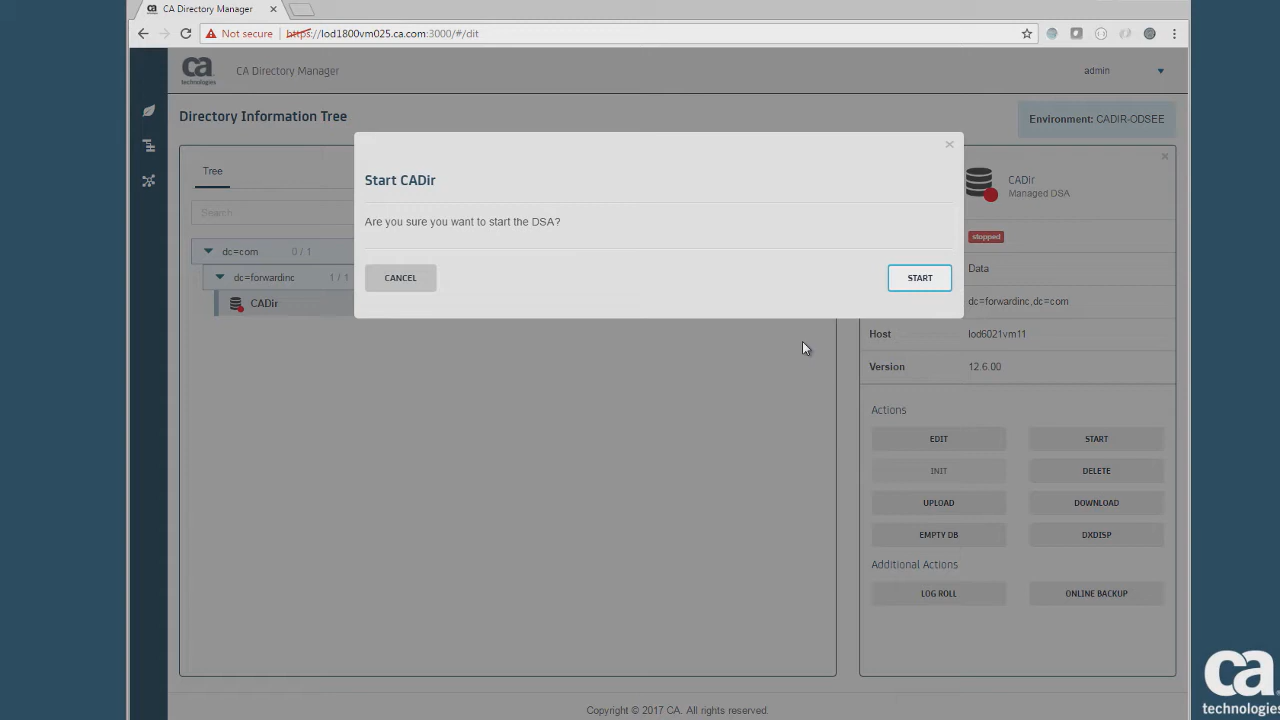 CA Directory Manager
Not secure https://lod1800vm025.ca.com:3000/#/dit
ca technologies
CA Directory Manager
admin
Directory Information Tree
Environment: CADIR-ODSEE
Tree
Search
dc=com 0 / 1
dc=forwardinc 1 / 1
CADir
Start CADir
Are you sure you want to start the DSA?
CANCEL
START
CADir
Managed DSA
stopped
Data
dc=forwardinc,dc=com
Host lod6021vm11
Version 12.6.00
Actions
EDIT START
INIT DELETE
UPLOAD DOWNLOAD
EMPTY DB DXDISP
Additional Actions
LOG ROLL ONLINE BACKUP
Copyright © 2017 CA. All rights reserved.
ca
technologies